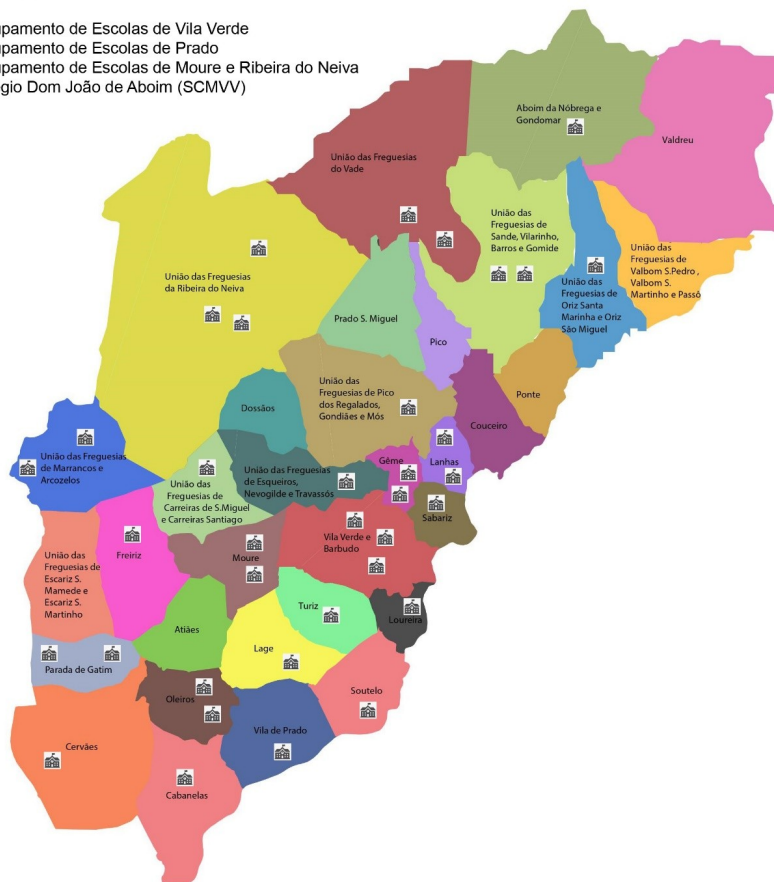 upamento de Escolas de Vila Verde
upamento de Escolas de Prado
upamento de Escolas de Moure e Ribeira do Neiva
égio Dom João de Aboim (SCMVV)
Aboim da Nóbrega e
Gondomar
Valdreu
União das Freguesias
do Vade
União das
Freguesias de
Sande, Vilarinho,
Barros e Gomide
União das
Freguesias de
Valbom S.Pedro ,
Valbom S.
Martinho e Passó
União das Freguesias
da Ribeira do Neiva
União das
Freguesias de
Oriz Santa
Marinha e Oriz
São Miguel
Prado S. Miguel
Pico
União das
Freguesias de Pico
dos Regalados,
Gondiães e Mós
Ponte
Dossãos
Couceiro
União das Freguesias
de Marrancos e
Arcozelos
Gême
Lanhas
União das Freguesias
de Esqueiros,
Nevogilde e Travassós
União das
Freguesias de
Carreiras de S.Miguel
e Carreiras Santiago
Sabariz
Vila Verde e
Barbudo
União das
Freguesias de
Escariz S.
Mamede e
Escariz S.
Martinho
Freiriz
Moure
Turiz
Loureira
Atiães
Lage
Parada de Gatim
Oleiros
Soutelo
Vila de Prado
Cervães
Cabanelas